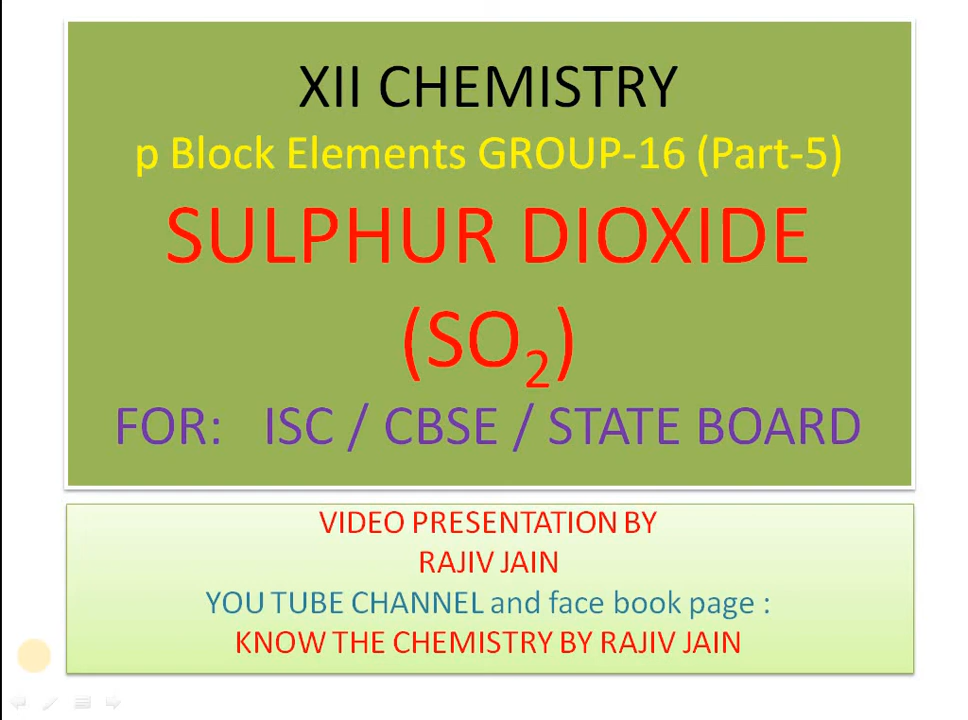 XII CHEMISTRY
p Block Elements GROUP-16 (Part-5)
SULPHUR DIOXIDE
(SO₂)
FOR: ISC / CBSE / STATE BOARD
VIDEO PRESENTATION BY
RAJIV JAIN
YOU TUBE CHANNEL and face book page :
KNOW THE CHEMISTRY BY RAJIV JAIN